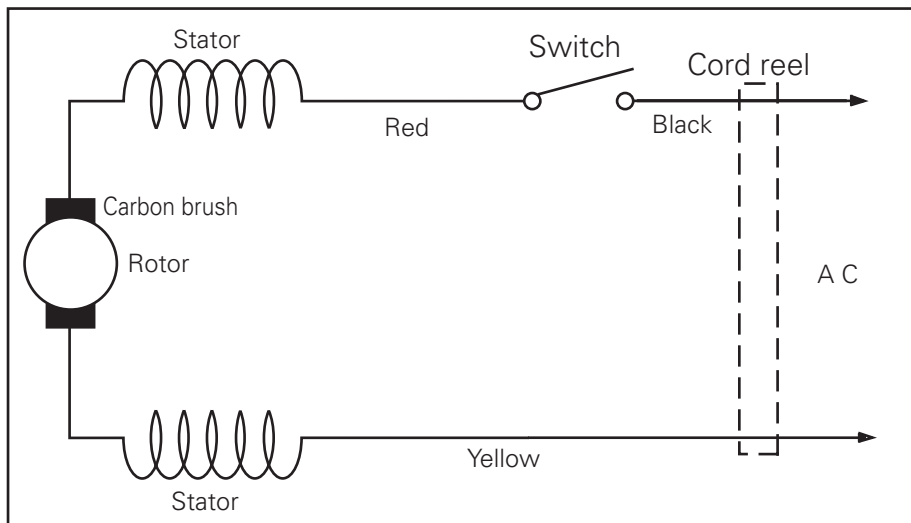 Stator
Switch
Cord reel
Red
Black
Carbon brush
Rotor
A C
Yellow
Stator